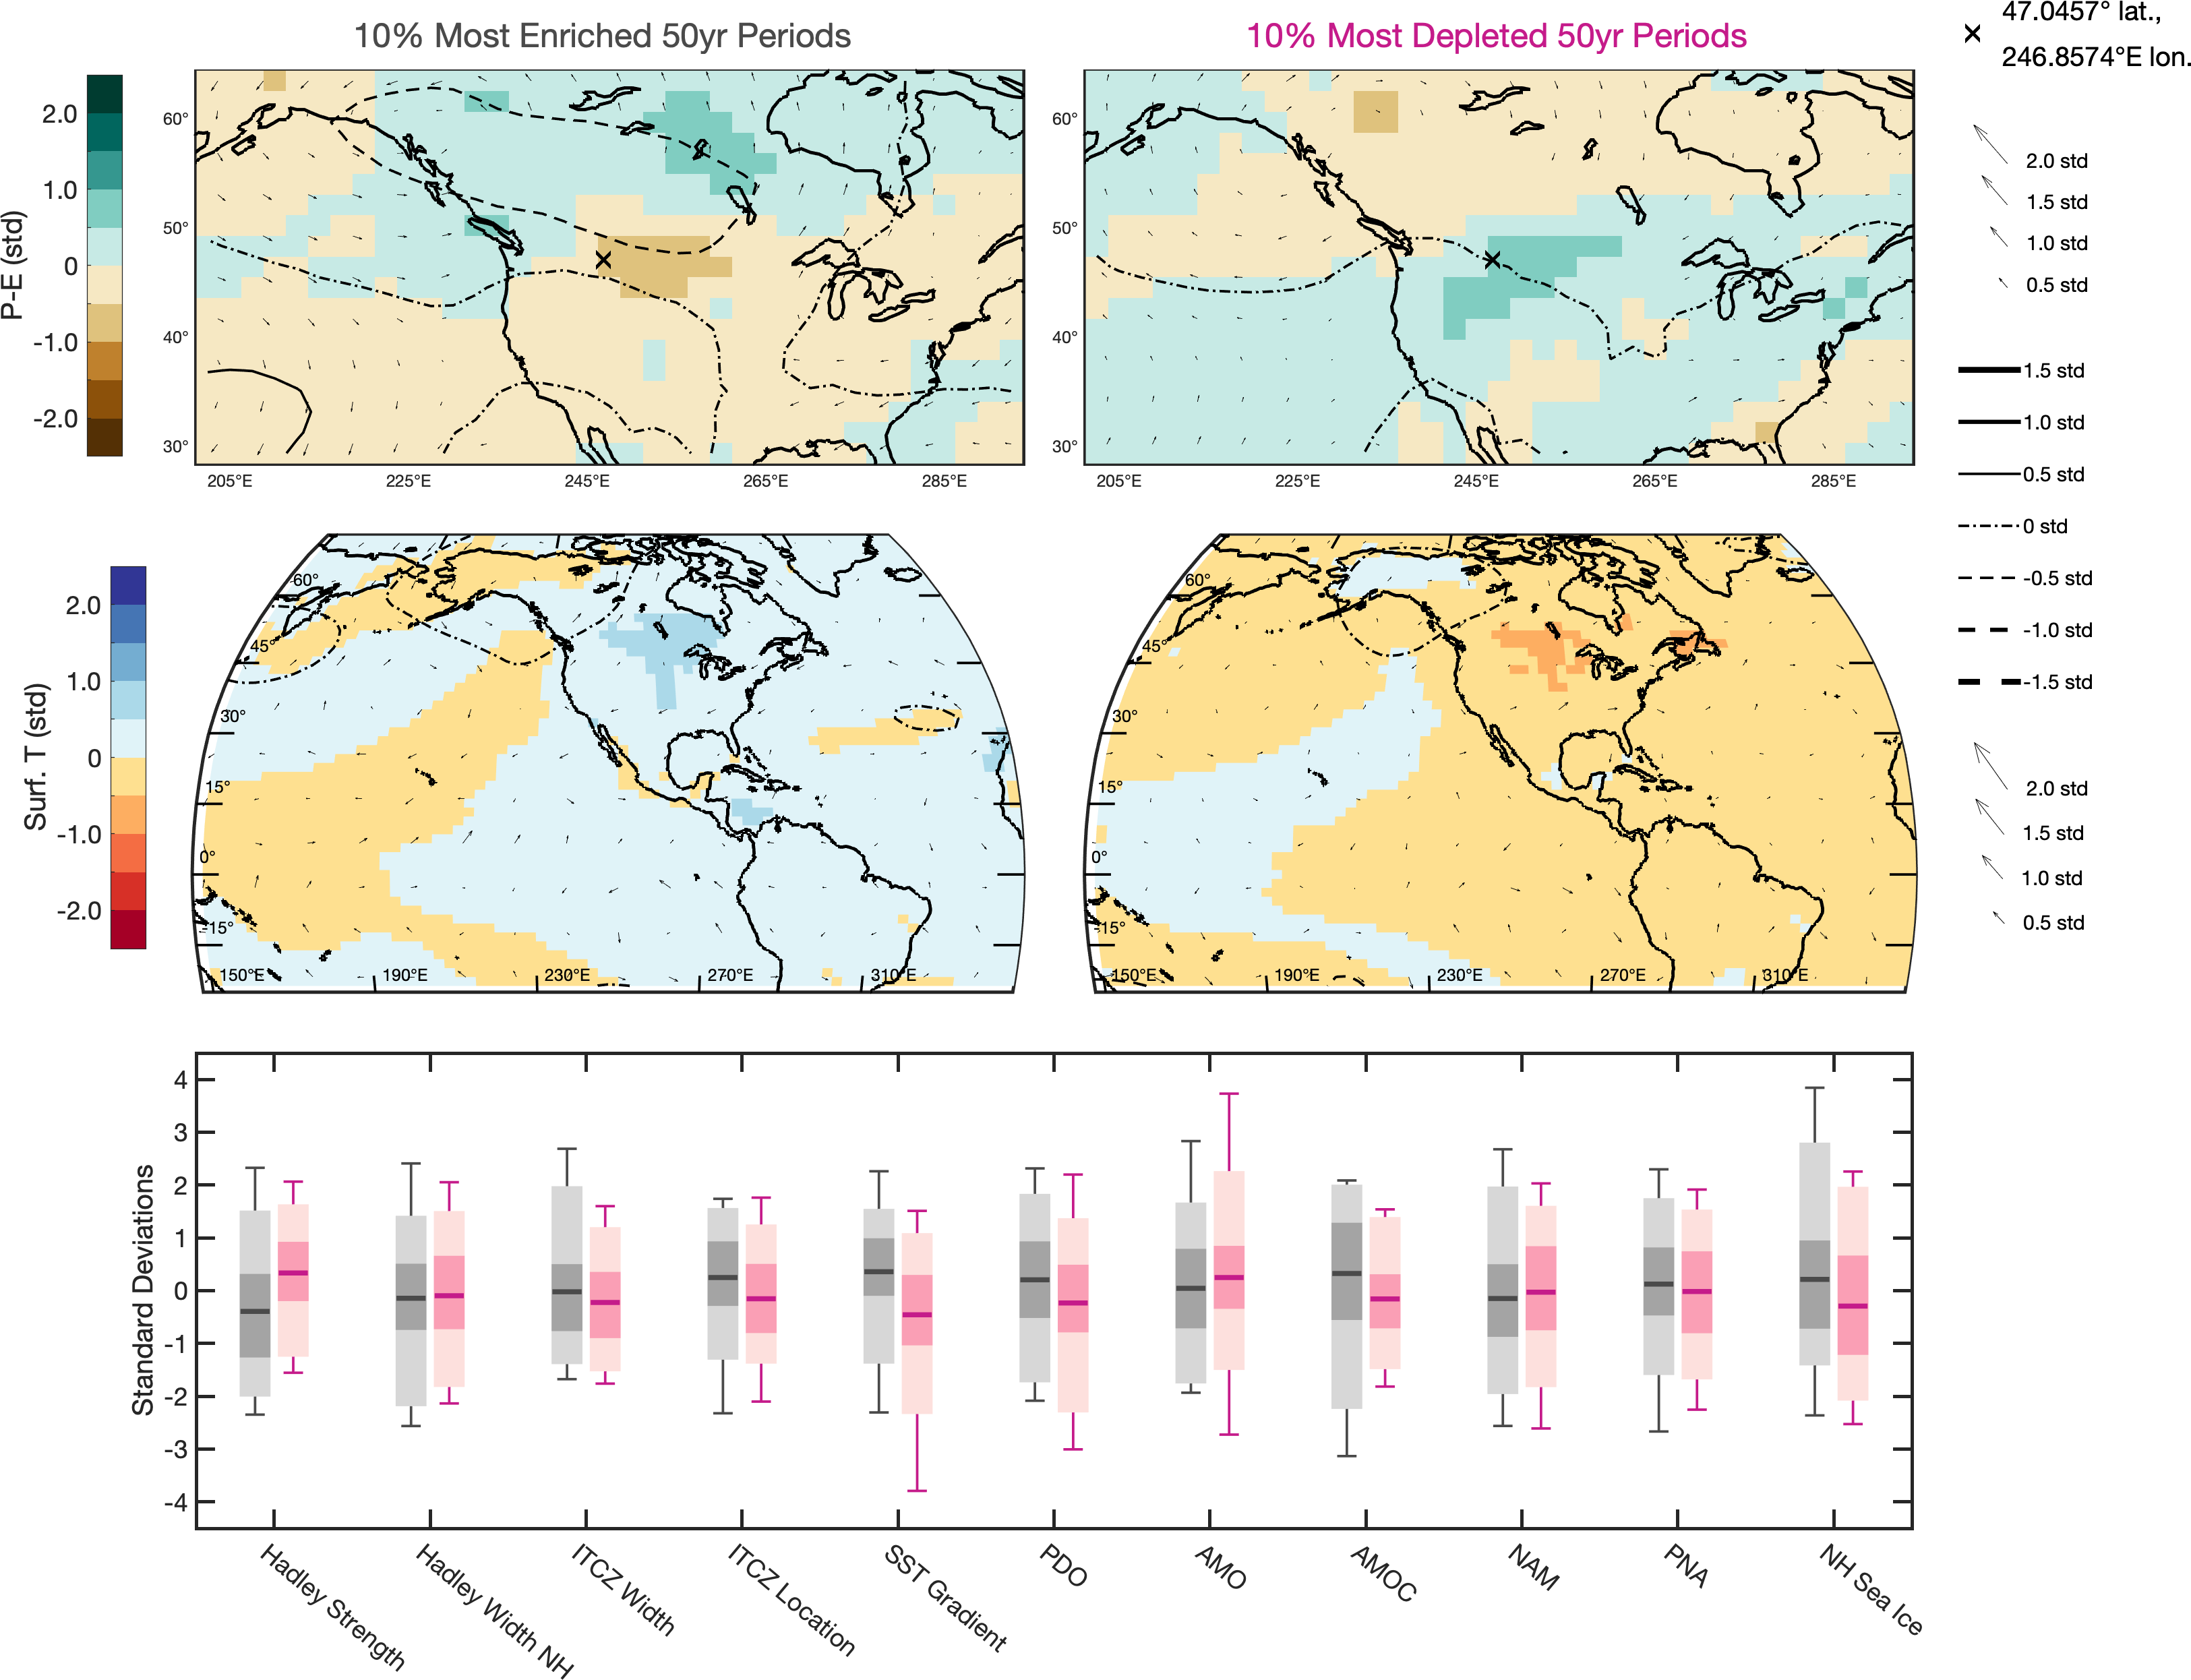 10% Most Enriched 50yr Periods
10% Most Depleted 50yr Periods
47.0457° lat.,
246.8574°E lon.
P-E (std)
2.0
1.0
0
-1.0
-2.0
60°
50°
40°
30°
205°E 225°E 245°E 265°E 285°E
60°
50°
40°
30°
205°E 225°E 245°E 265°E 285°E
2.0 std
1.5 std
1.0 std
0.5 std
1.5 std
1.0 std
0.5 std
0 std
-0.5 std
-1.0 std
-1.5 std
Surf. T (std)
2.0
1.0
0
-1.0
-2.0
60°
45°
30°
15°
0°
-15°
150°E 190°E 230°E 270°E 310°E
60°
45°
30°
15°
0°
-15°
150°E 190°E 230°E 270°E 310°E
2.0 std
1.5 std
1.0 std
0.5 std
Standard Deviations
4
3
2
1
0
-1
-2
-3
-4
Hadley Strength
Hadley Width NH
ITCZ Width
ITCZ Location
SST Gradient
PDO
AMO
AMOC
NAM
PNA
NH Sea Ice